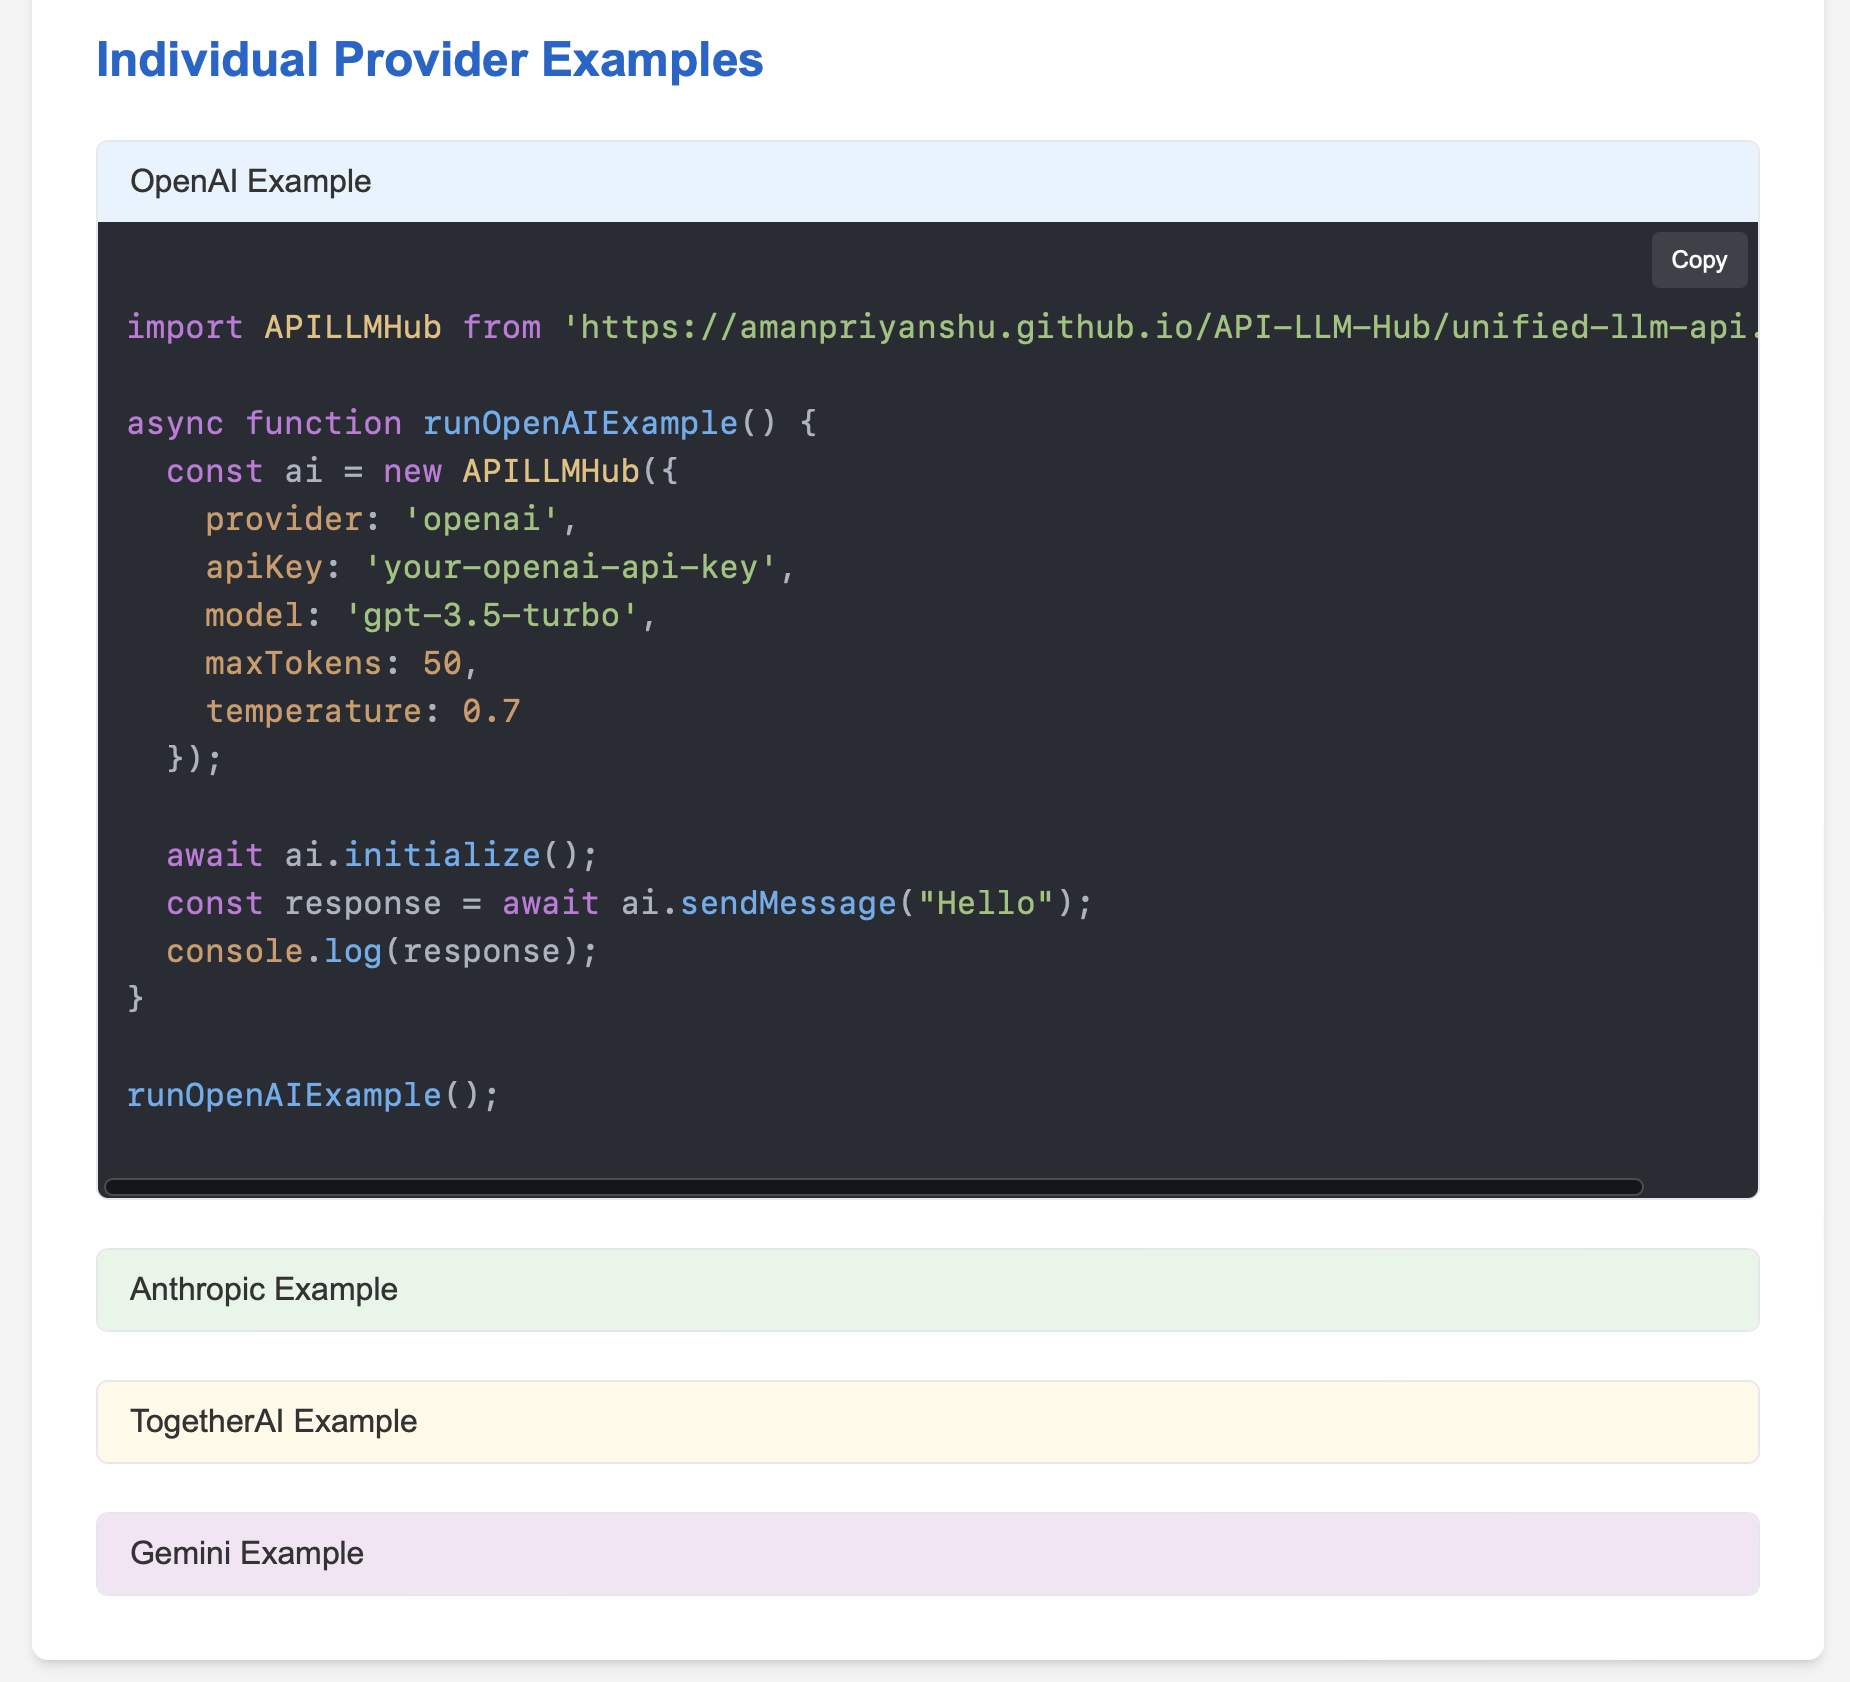 Individual Provider Examples
OpenAI Example
Copy
import APILLMHub from 'https://amanpriyanshu.github.io/API-LLM-Hub/unified-llm-api.
async function runOpenAIExample() {
  const ai = new APILLMHub({
    provider: 'openai',
    apiKey: 'your-openai-api-key',
    model: 'gpt-3.5-turbo',
    maxTokens: 50,
    temperature: 0.7
  });
  await ai.initialize();
  const response = await ai.sendMessage("Hello");
  console.log(response);
}
runOpenAIExample();
Anthropic Example
TogetherAI Example
Gemini Example